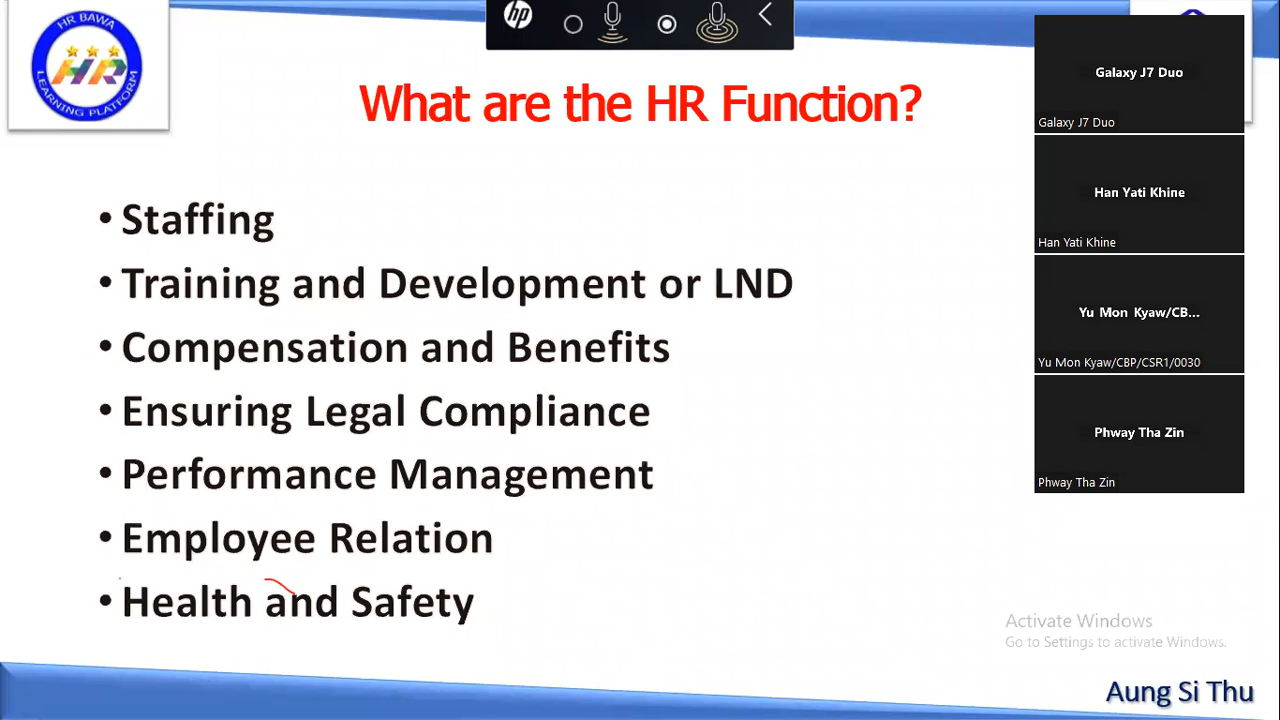 HR BAWA
HR
LEARNING PLATFORM
hp
What are the HR Function?
• Staffing
• Training and Development or LND
• Compensation and Benefits
• Ensuring Legal Compliance
• Performance Management
• Employee Relation
• Health and Safety
Galaxy J7 Duo
Galaxy J7 Duo
Han Yati Khine
Han Yati Khine
Yu Mon Kyaw/CB...
Yu Mon Kyaw/CBP/CSR1/0030
Phway Tha Zin
Phway Tha Zin
Activate Windows
Go to Settings to activate Windows.
Aung Si Thu